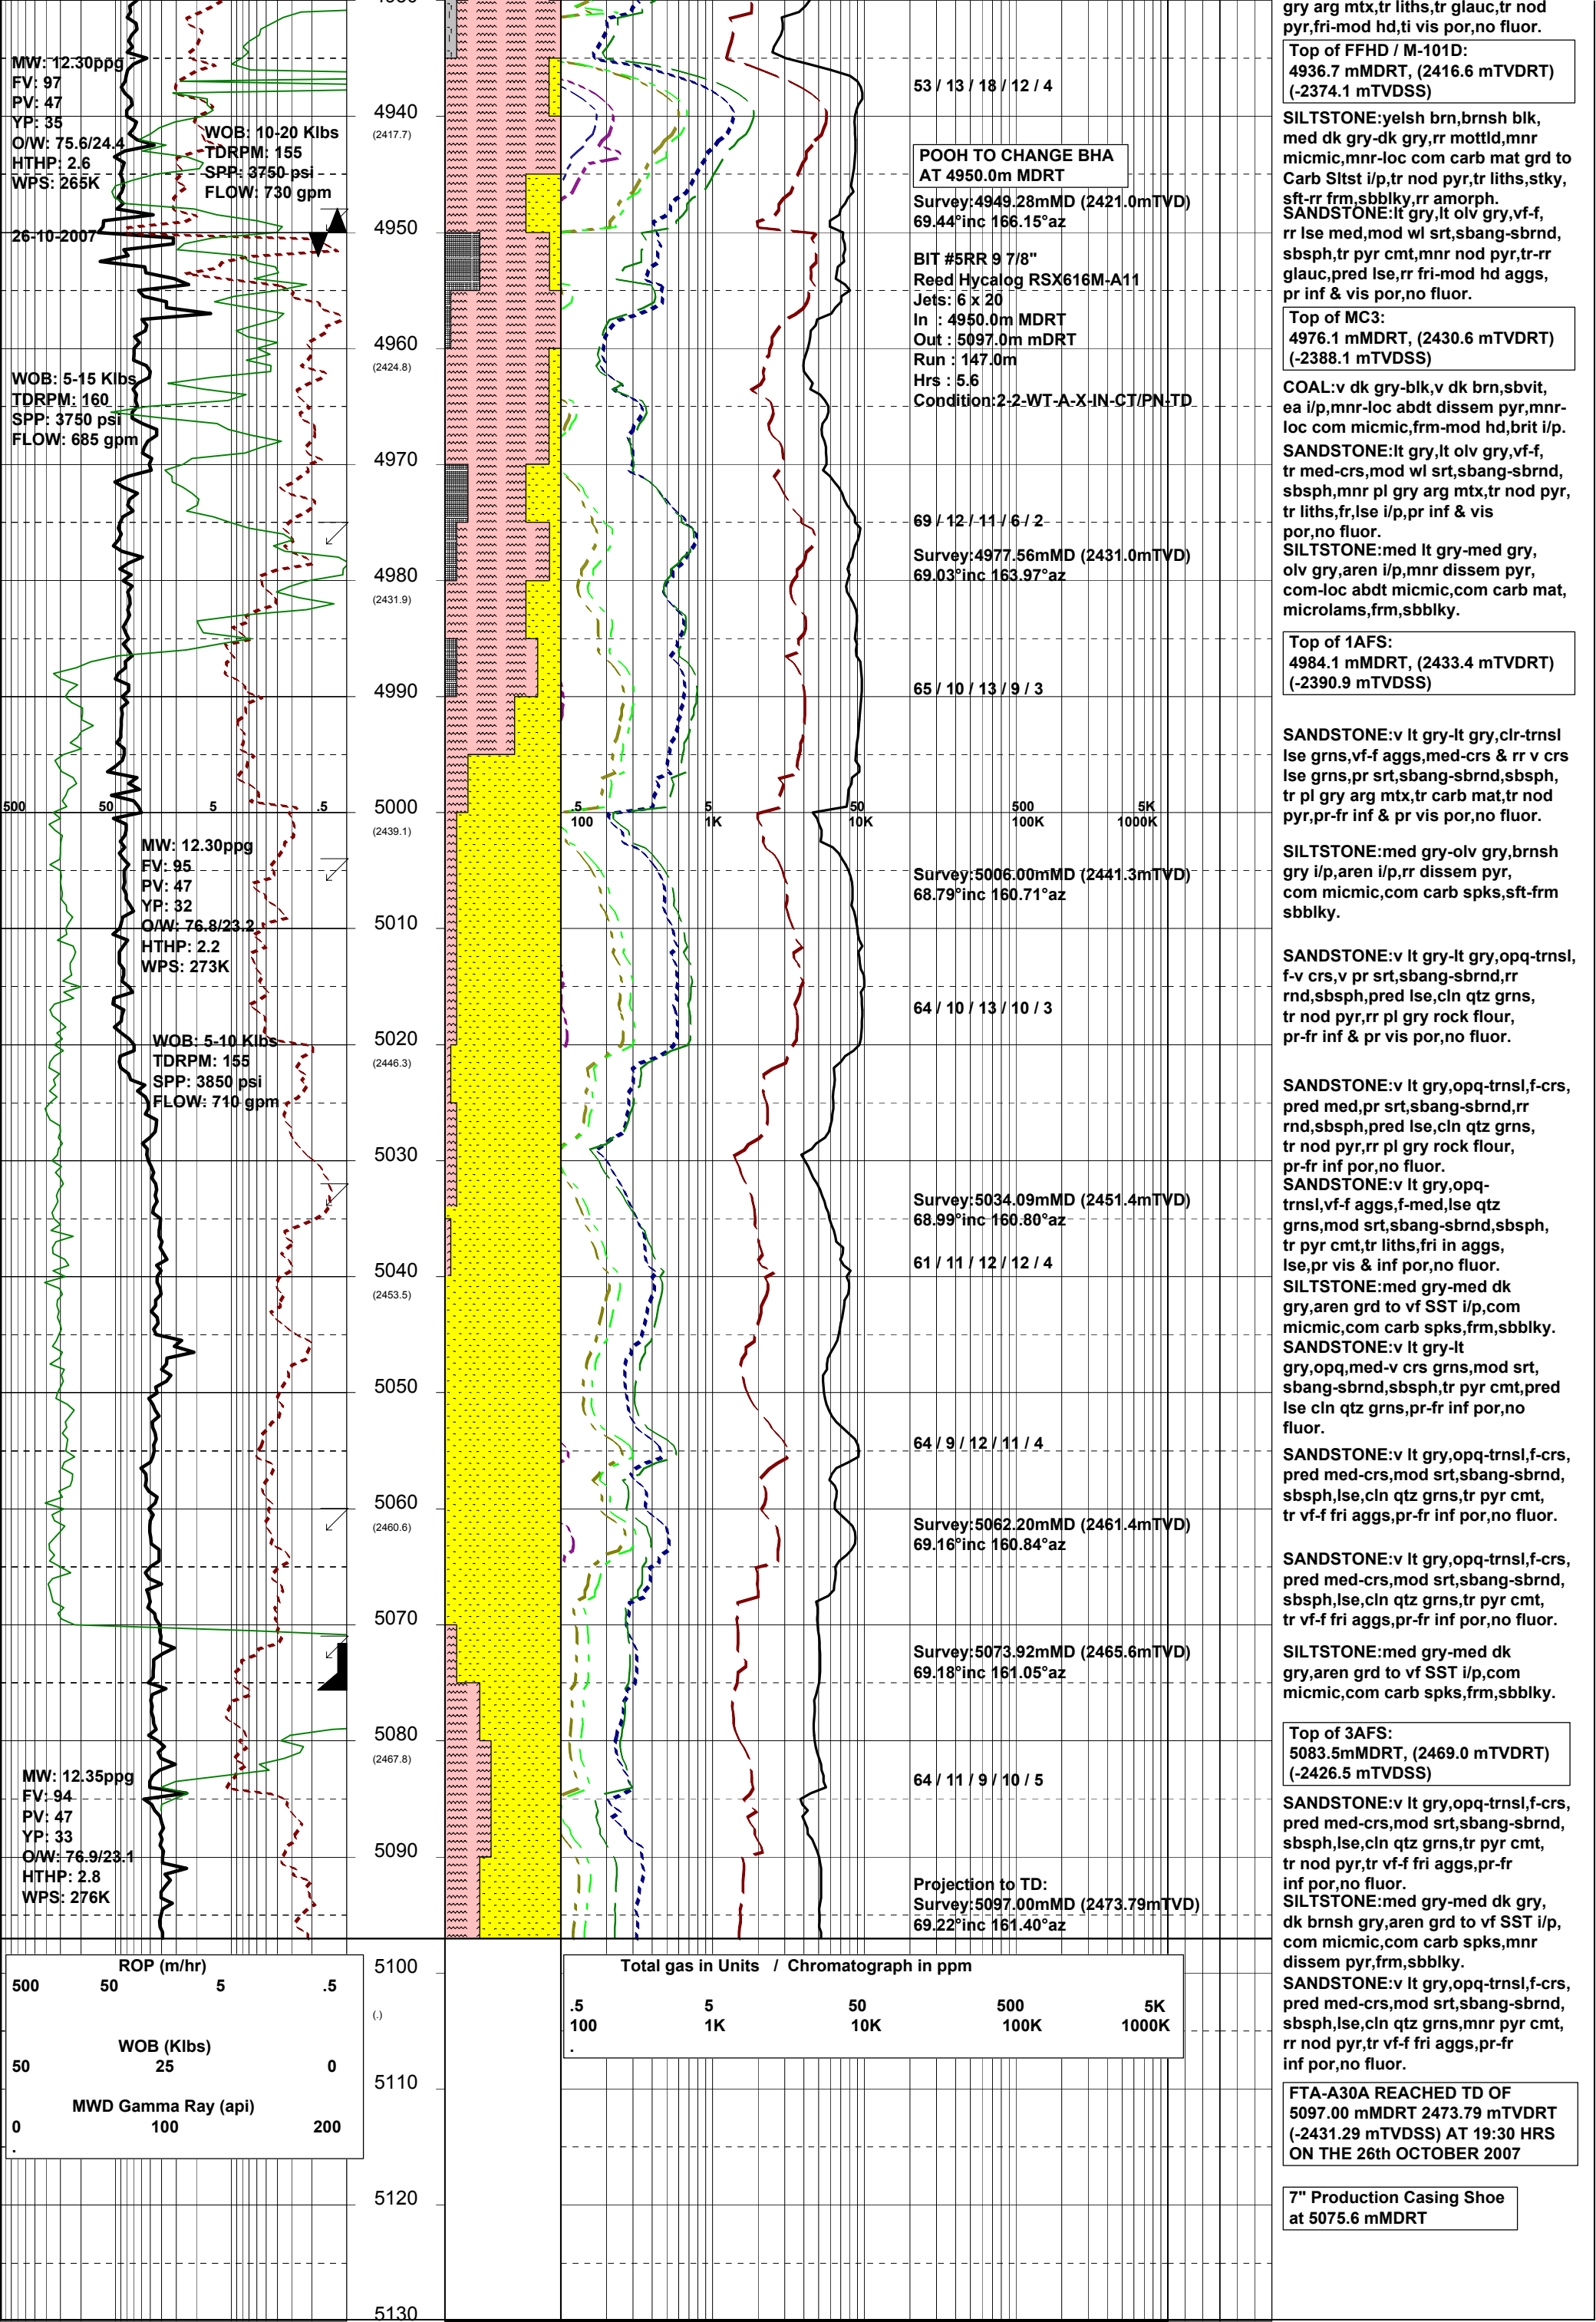 MW: 12.30ppg
FV: 97
PV: 47
YP: 35
O/W: 75.6/24.4
HTHP: 2.6
WPS: 265K
WOB: 10-20 Klbs
TDRPM: 155
SPP: 3750 psi
FLOW: 730 gpm
26-10-2007
WOB: 5-15 Klbs
TDRPM: 160
SPP: 3750 psi
FLOW: 685 gpm
500 50 5 .5
MW: 12.30ppg
FV: 95
PV: 47
YP: 32
O/W: 76.8/23.2
HTHP: 2.2
WPS: 273K
WOB: 5-10 Klbs
TDRPM: 155
SPP: 3850 psi
FLOW: 710 gpm
MW: 12.35ppg
FV: 94
PV: 47
YP: 33
O/W: 76.9/23.1
HTHP: 2.8
WPS: 276K
ROP (m/hr)
500 50 5 .5
WOB (Klbs)
50 25 0
MWD Gamma Ray (api)
0 100 200
.
4940
(2417.7)
4950
4960
(2424.8)
4970
4980
(2431.9)
4990
5000
(2439.1)
5010
5020
(2446.3)
5030
5040
(2453.5)
5050
5060
(2460.6)
5070
5080
(2467.8)
5090
5100
(.)
5110
5120
5130
53 / 13 / 18 / 12 / 4
POOH TO CHANGE BHA
AT 4950.0m MDRT
Survey:4949.28mMD (2421.0mTVD)
69.44°inc 166.15°az
BIT #5RR 9 7/8"
Reed Hycalog RSX616M-A11
Jets: 6 x 20
In : 4950.0m MDRT
Out : 5097.0m mDRT
Run : 147.0m
Hrs : 5.6
Condition:2-2-WT-A-X-IN-CT/PN-TD
69 / 12 / 11 / 6 / 2
Survey:4977.56mMD (2431.0mTVD)
69.03°inc 163.97°az
65 / 10 / 13 / 9 / 3
.5 5 50 500 5K
100 1K 10K 100K 1000K
Survey:5006.00mMD (2441.3mTVD)
68.79°inc 160.71°az
64 / 10 / 13 / 10 / 3
Survey:5034.09mMD (2451.4mTVD)
68.99°inc 160.80°az
61 / 11 / 12 / 12 / 4
64 / 9 / 12 / 11 / 4
Survey:5062.20mMD (2461.4mTVD)
69.16°inc 160.84°az
Survey:5073.92mMD (2465.6mTVD)
69.18°inc 161.05°az
64 / 11 / 9 / 10 / 5
Projection to TD:
Survey:5097.00mMD (2473.79mTVD)
69.22°inc 161.40°az
Total gas in Units / Chromatograph in ppm
.5 5 50 500 5K
100 1K 10K 100K 1000K
.
gry arg mtx,tr liths,tr glauc,tr nod
pyr,fri-mod hd,ti vis por,no fluor.
Top of FFHD / M-101D:
4936.7 mMDRT, (2416.6 mTVDRT)
(-2374.1 mTVDSS)
SILTSTONE:yelsh brn,brnsh blk,
med dk gry-dk gry,rr mottld,mnr
micmic,mnr-loc com carb mat grd to
Carb Sltst i/p,tr nod pyr,tr liths,stky,
sft-rr frm,sbblky,rr amorph.
SANDSTONE:lt gry,lt olv gry,vf-f,
rr lse med,mod wl srt,sbang-sbrnd,
sbsph,tr pyr cmt,mnr nod pyr,tr-rr
glauc,pred lse,rr fri-mod hd aggs,
pr inf & vis por,no fluor.
Top of MC3:
4976.1 mMDRT, (2430.6 mTVDRT)
(-2388.1 mTVDSS)
COAL:v dk gry-blk,v dk brn,sbvit,
ea i/p,mnr-loc abdt dissem pyr,mnr-
loc com micmic,frm-mod hd,brit i/p.
SANDSTONE:lt gry,lt olv gry,vf-f,
tr med-crs,mod wl srt,sbang-sbrnd,
sbsph,mnr pl gry arg mtx,tr nod pyr,
tr liths,fr,lse i/p,pr inf & vis
por,no fluor.
SILTSTONE:med lt gry-med gry,
olv gry,aren i/p,mnr dissem pyr,
com-loc abdt micmic,com carb mat,
microlams,frm,sbblky.
Top of 1AFS:
4984.1 mMDRT, (2433.4 mTVDRT)
(-2390.9 mTVDSS)
SANDSTONE:v lt gry-lt gry,clr-trnsl
lse grns,vf-f aggs,med-crs & rr v crs
lse grns,pr srt,sbang-sbrnd,sbsph,
tr pl gry arg mtx,tr carb mat,tr nod
pyr,pr-fr inf & pr vis por,no fluor.
SILTSTONE:med gry-olv gry,brnsh
gry i/p,aren i/p,rr dissem pyr,
com micmic,com carb spks,sft-frm
sbblky.
SANDSTONE:v lt gry-lt gry,opq-trnsl,
f-v crs,v pr srt,sbang-sbrnd,rr
rnd,sbsph,pred lse,cln qtz grns,
tr nod pyr,rr pl gry rock flour,
pr-fr inf & pr vis por,no fluor.
SANDSTONE:v lt gry,opq-trnsl,f-crs,
pred med,pr srt,sbang-sbrnd,rr
rnd,sbsph,pred lse,cln qtz grns,
tr nod pyr,rr pl gry rock flour,
pr-fr inf por,no fluor.
SANDSTONE:v lt gry,opq-
trnsl,vf-f aggs,f-med,lse qtz
grns,mod srt,sbang-sbrnd,sbsph,
tr pyr cmt,tr liths,fri in aggs,
lse,pr vis & inf por,no fluor.
SILTSTONE:med gry-med dk
gry,aren grd to vf SST i/p,com
micmic,com carb spks,frm,sbblky.
SANDSTONE:v lt gry-lt
gry,opq,med-v crs grns,mod srt,
sbang-sbrnd,sbsph,tr pyr cmt,pred
lse cln qtz grns,pr-fr inf por,no
fluor.
SANDSTONE:v lt gry,opq-trnsl,f-crs,
pred med-crs,mod srt,sbang-sbrnd,
sbsph,lse,cln qtz grns,tr pyr cmt,
tr vf-f fri aggs,pr-fr inf por,no fluor.
SANDSTONE:v lt gry,opq-trnsl,f-crs,
pred med-crs,mod srt,sbang-sbrnd,
sbsph,lse,cln qtz grns,tr pyr cmt,
tr vf-f fri aggs,pr-fr inf por,no fluor.
SILTSTONE:med gry-med dk
gry,aren grd to vf SST i/p,com
micmic,com carb spks,frm,sbblky.
Top of 3AFS:
5083.5mMDRT, (2469.0 mTVDRT)
(-2426.5 mTVDSS)
SANDSTONE:v lt gry,opq-trnsl,f-crs,
pred med-crs,mod srt,sbang-sbrnd,
sbsph,lse,cln qtz grns,tr pyr cmt,
tr nod pyr,tr vf-f fri aggs,pr-fr
inf por,no fluor.
SILTSTONE:med gry-med dk gry,
dk brnsh gry,aren grd to vf SST i/p,
com micmic,com carb spks,mnr
dissem pyr,frm,sbblky.
SANDSTONE:v lt gry,opq-trnsl,f-crs,
pred med-crs,mod srt,sbang-sbrnd,
sbsph,lse,cln qtz grns,mnr pyr cmt,
rr nod pyr,tr vf-f fri aggs,pr-fr
inf por,no fluor.
FTA-A30A REACHED TD OF
5097.00 mMDRT 2473.79 mTVDRT
(-2431.29 mTVDSS) AT 19:30 HRS
ON THE 26th OCTOBER 2007
7" Production Casing Shoe
at 5075.6 mMDRT